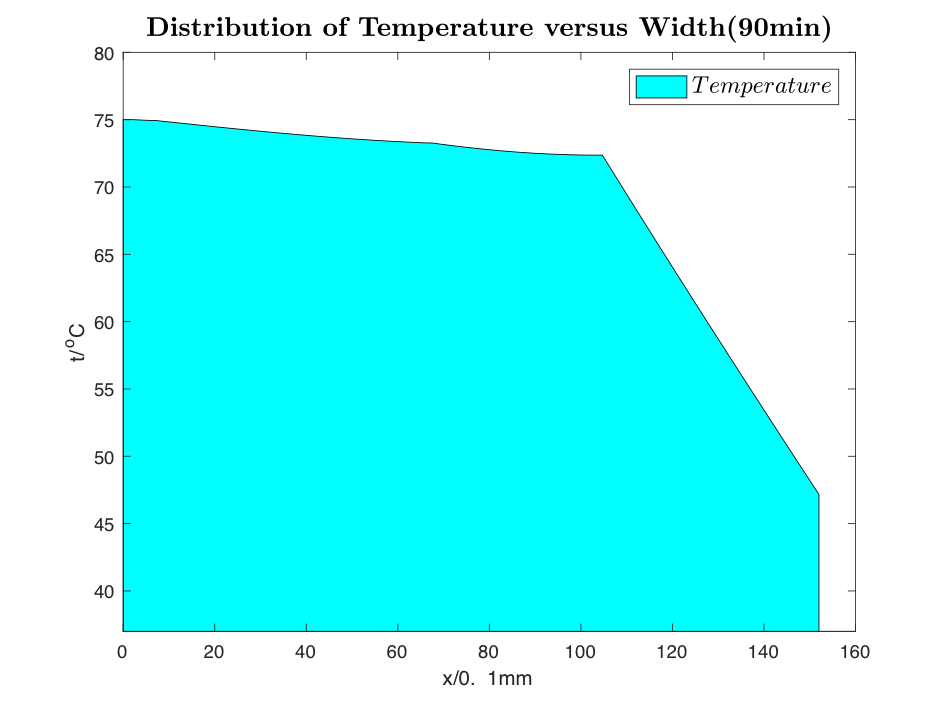 Distribution of Temperature versus Width(90min)
Temperature
80
75
70
65
60
55
50
45
40
t/°C
0 20 40 60 80 100 120 140 160
x/0. 1mm